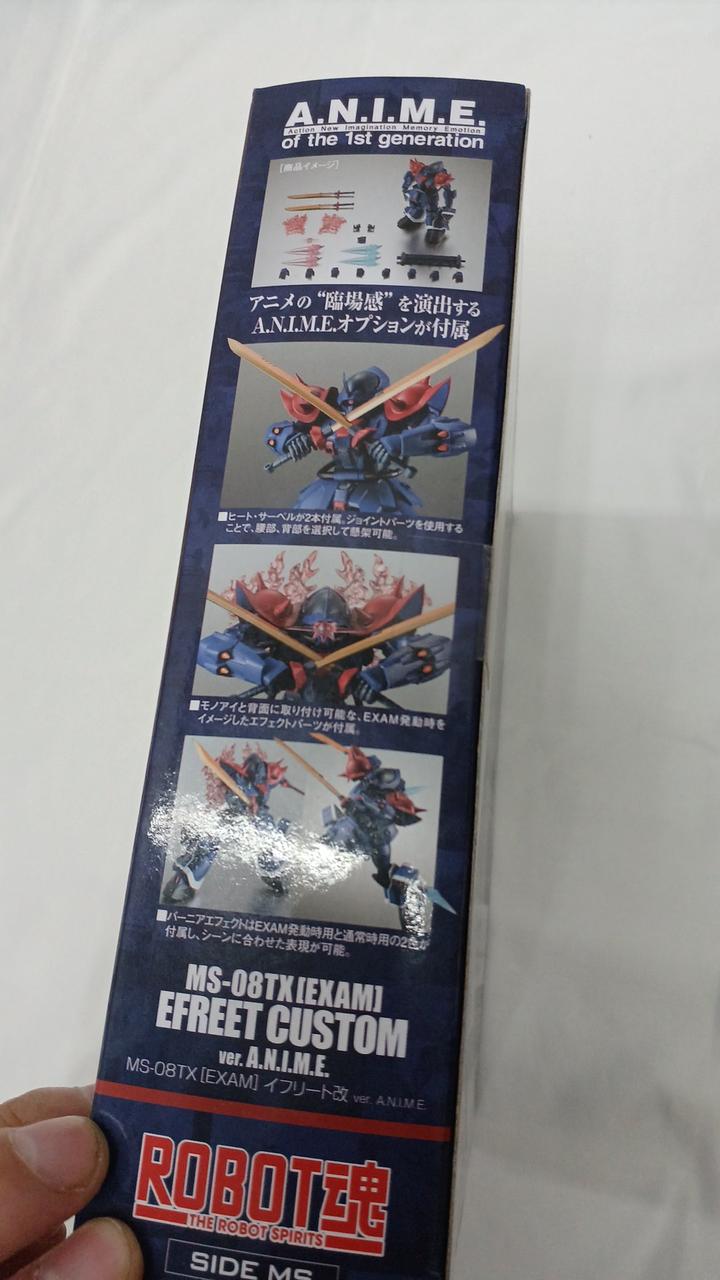 A.N.I.M.E.
Action New Imagination Memory Emotion
of the 1st generation
[商品イメージ]
アニメの“臨場感”を演出する
A.N.I.M.E.オプションが付属
■ヒート・サーベルが2本付属。ジョイントパーツを使用する
ことで、腰部、背部を選択して懸架可能。
■モノアイと背面に取り付け可能な、EXAM発動時を
イメージしたエフェクトパーツが付属。
■バーニアエフェクトはEXAM発動時用と通常時用の2色が
付属し、シーンに合わせた表現が可能。
MS-08TX[EXAM]
EFREET CUSTOM
ver. A.N.I.M.E.
MS-08TX[EXAM] イフリート改 ver. A.N.I.M.E.
ROBOT魂
THE ROBOT SPIRITS
SIDE MS